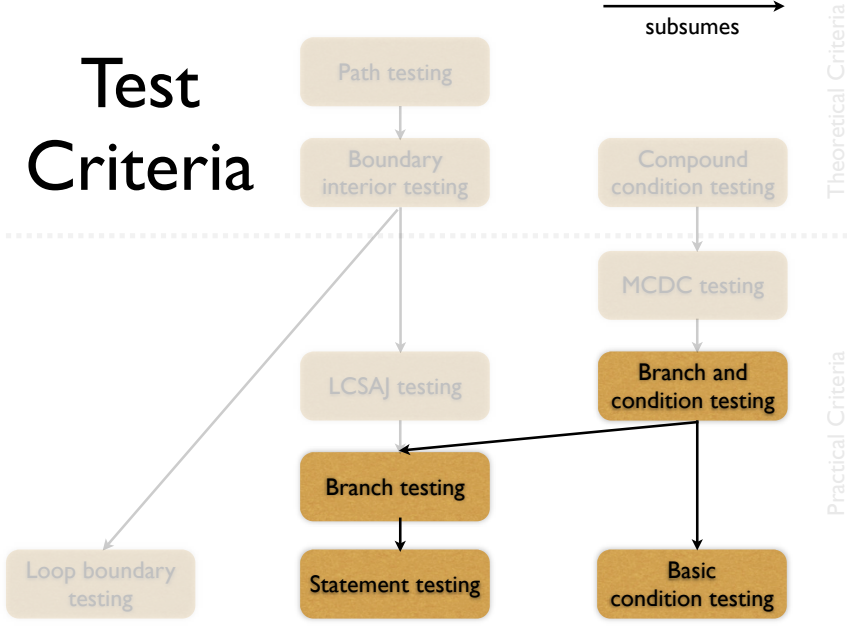 subsumes
Test
Criteria
Path testing
Boundary
interior testing
Compound
condition testing
Theoretical Criteria
MCDC testing
LCSAJ testing
Branch and
condition testing
Practical Criteria
Branch testing
Loop boundary
testing
Statement testing
Basic
condition testing